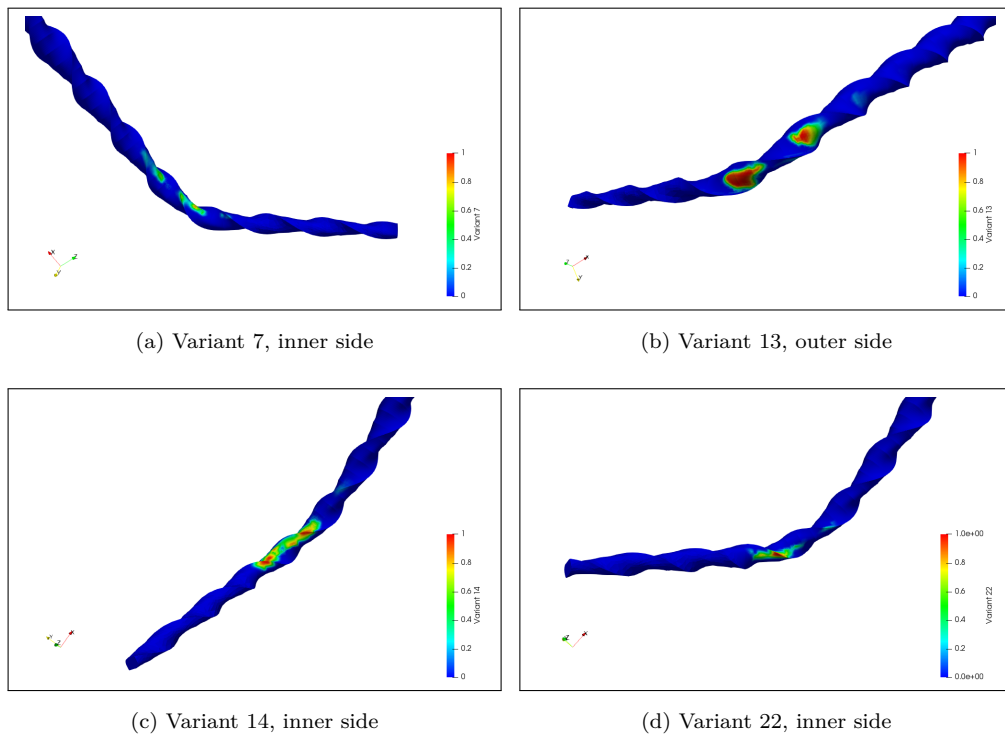 1
0.8
0.6
0.4
0.2
0
Variant 7
X
Z
Y
(a) Variant 7, inner side
1
0.8
0.6
0.4
0.2
0
Variant 13
Z
X
Y
(b) Variant 13, outer side
1
0.8
0.6
0.4
0.2
0
Variant 14
Y
X
Z
(c) Variant 14, inner side
1.0e+00
0.8
0.6
0.4
0.2
0.0e+00
Variant 22
Z
X
(d) Variant 22, inner side